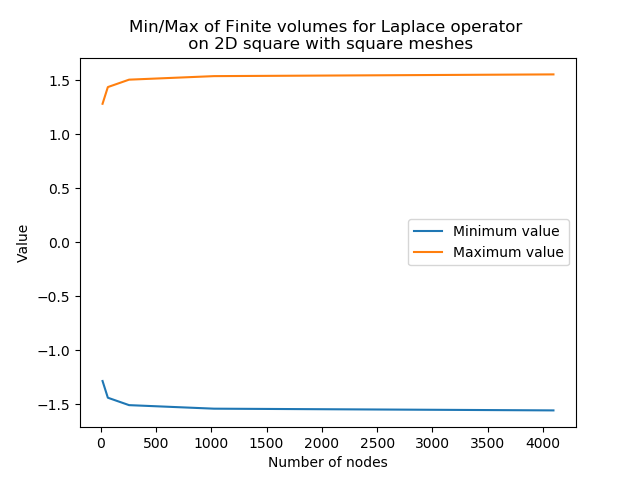 Min/Max of Finite volumes for Laplace operator
on 2D square with square meshes
1.5
1.0
0.5
0.0
−0.5
−1.0
−1.5
Value
Minimum value
Maximum value
0 500 1000 1500 2000 2500 3000 3500 4000
Number of nodes